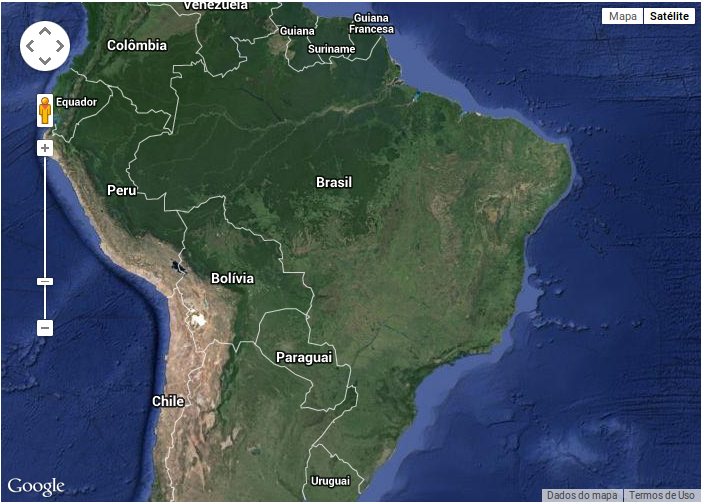 Venezuela
Guiana
Francesa
Mapa
Satélite
Guiana
Colômbia
Suriname
Equador
Brasil
Peru
Bolívia
Paraguai
Chile
Uruguai
Google
Dados do mapa
Termos de Uso